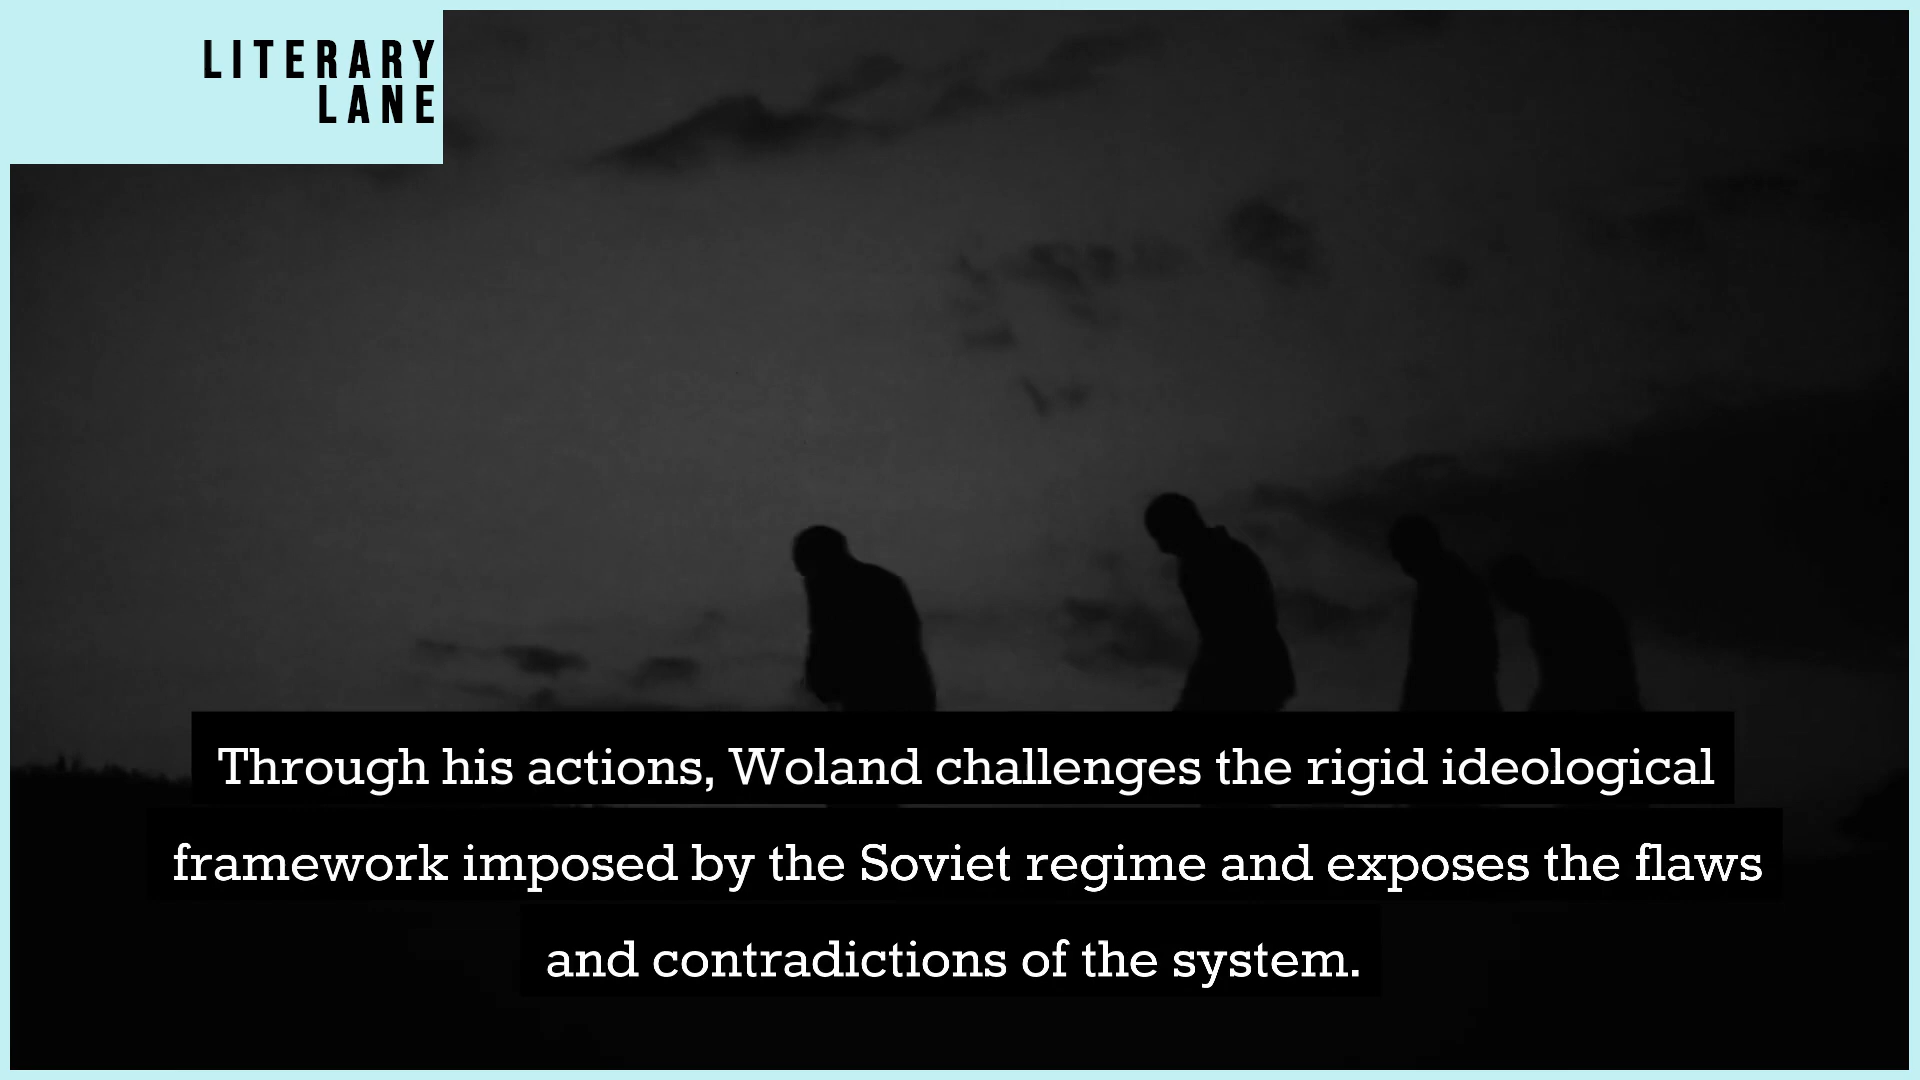 LITERARY
LANE
Through his actions, Woland challenges the rigid ideological
framework imposed by the Soviet regime and exposes the flaws
and contradictions of the system.